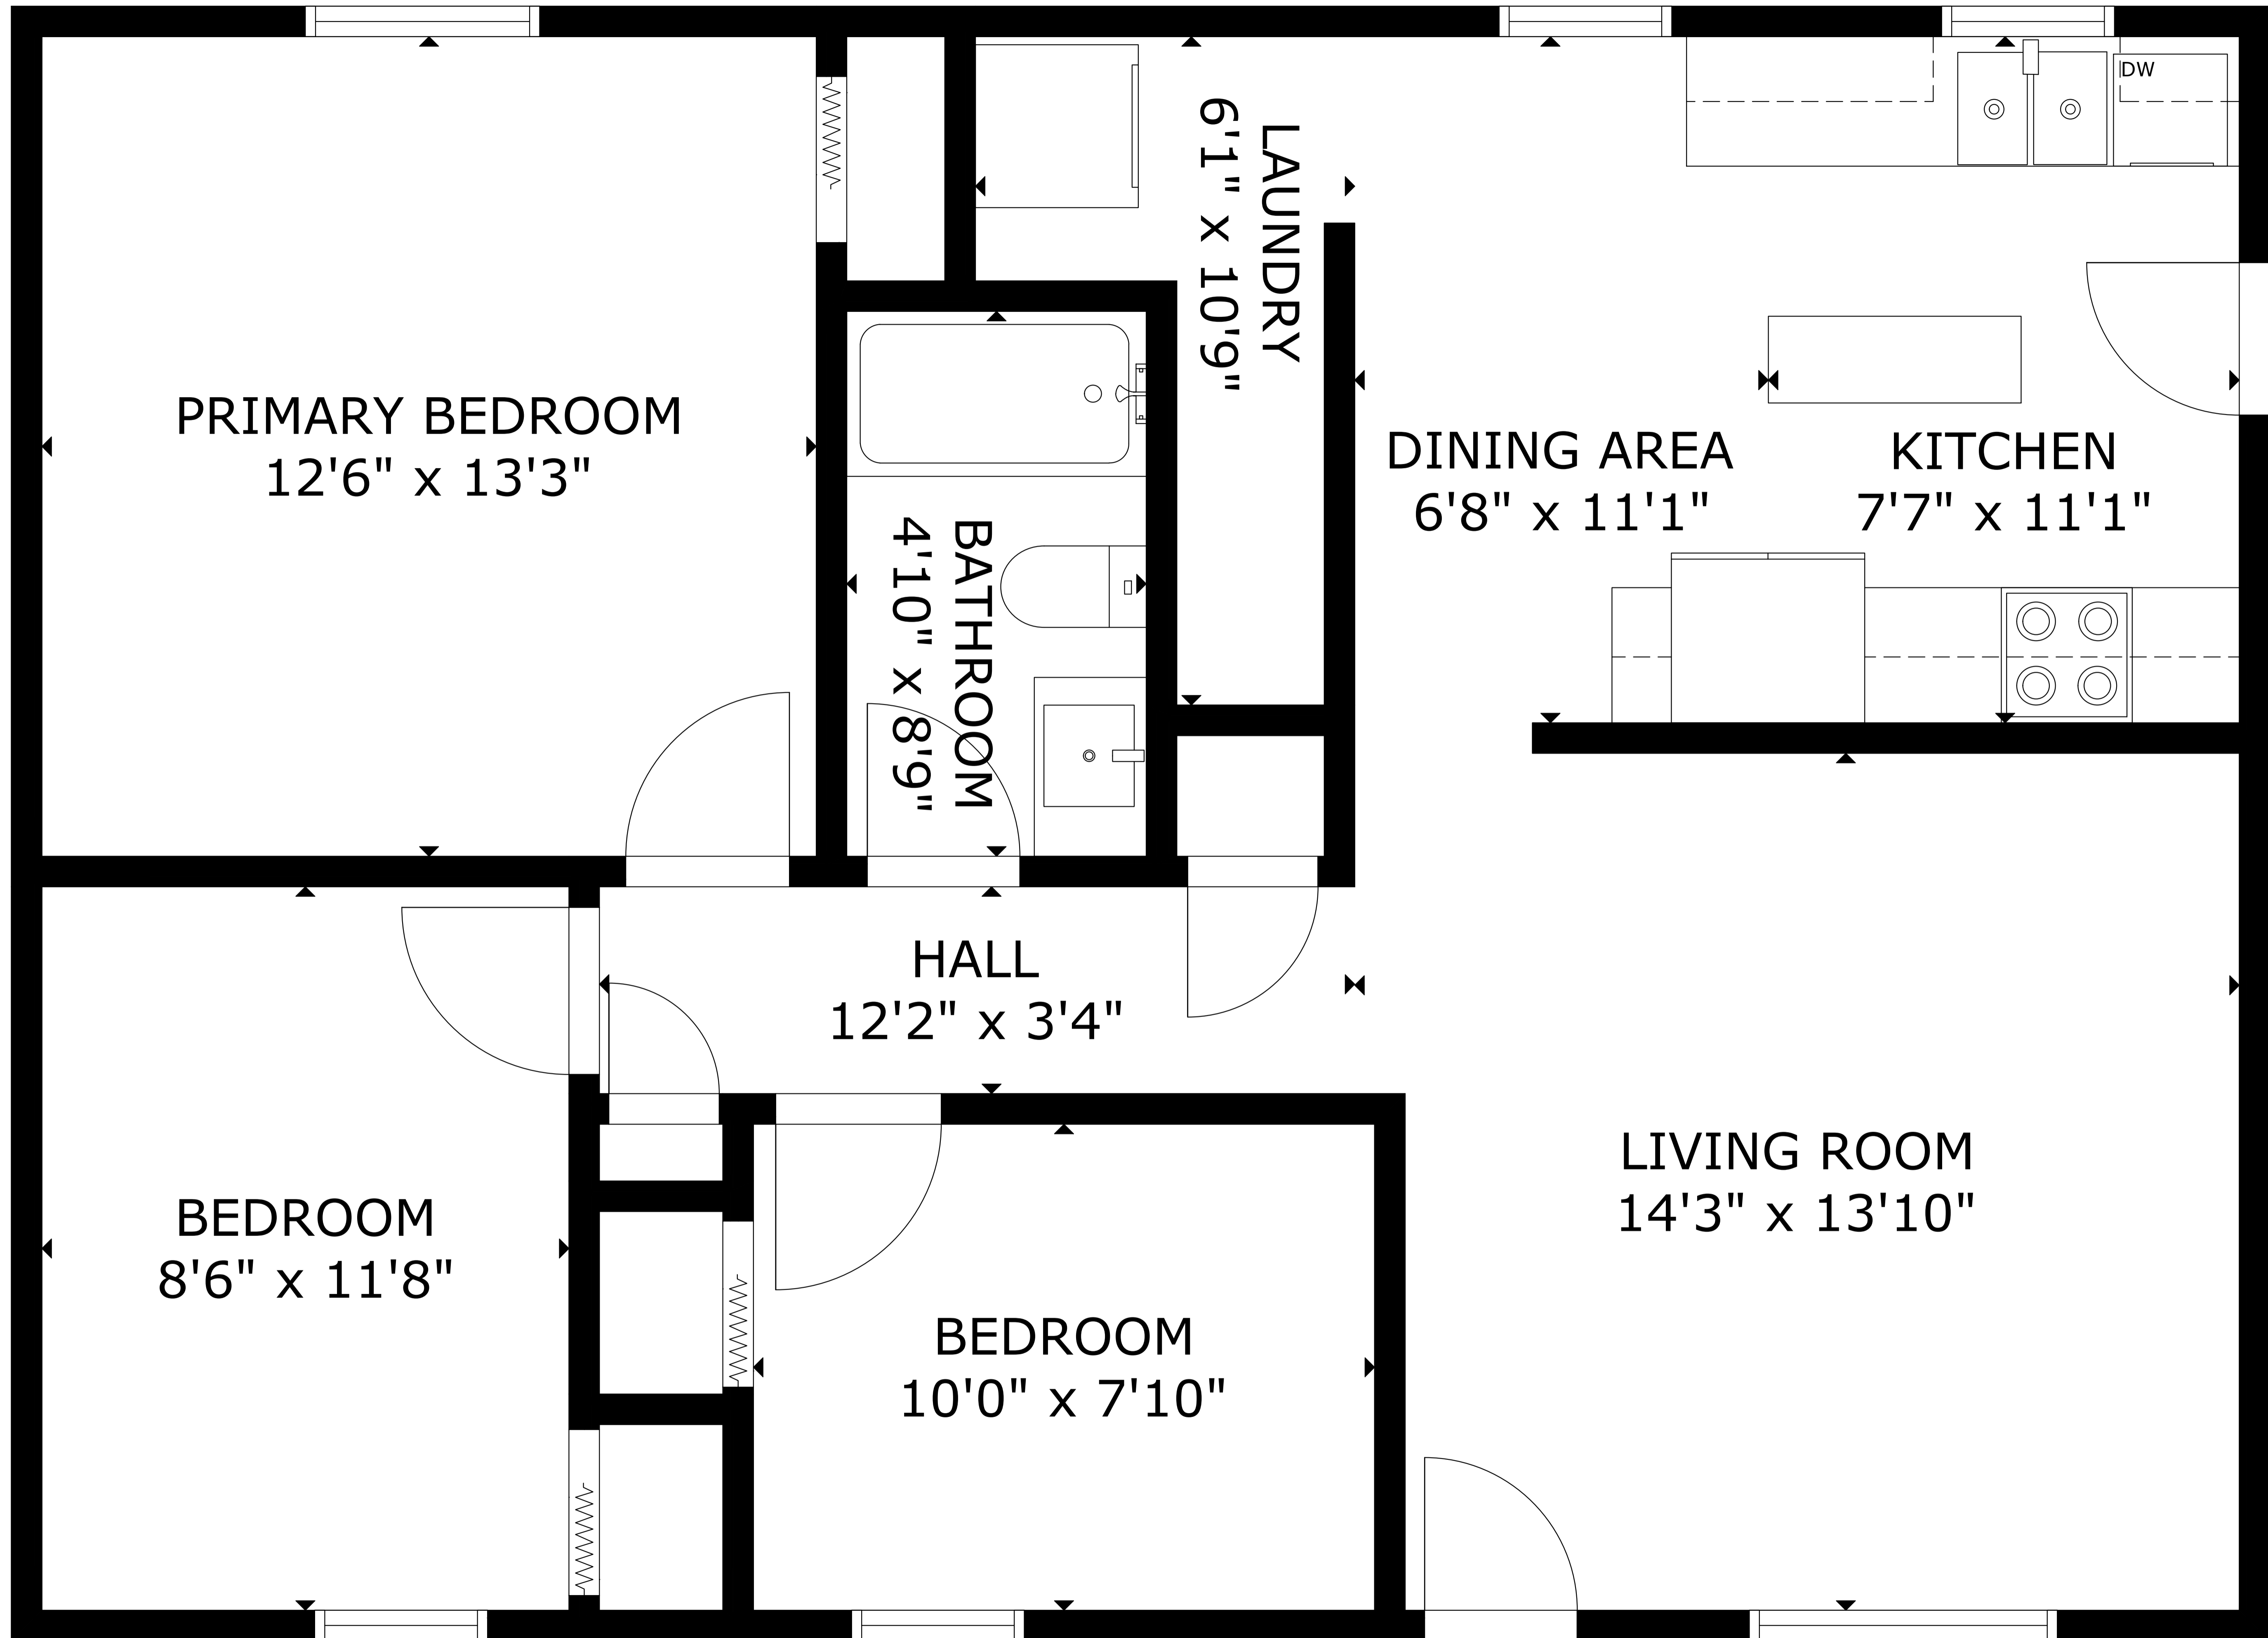 DW
LAUNDRY
6'1" x 10'9"
PRIMARY BEDROOM
12'6" x 13'3"
DINING AREA
6'8" x 11'1"
KITCHEN
7'7" x 11'1"
BATHROOM
4'10" x 8'9"
HALL
12'2" x 3'4"
LIVING ROOM
14'3" x 13'10"
BEDROOM
8'6" x 11'8"
BEDROOM
10'0" x 7'10"